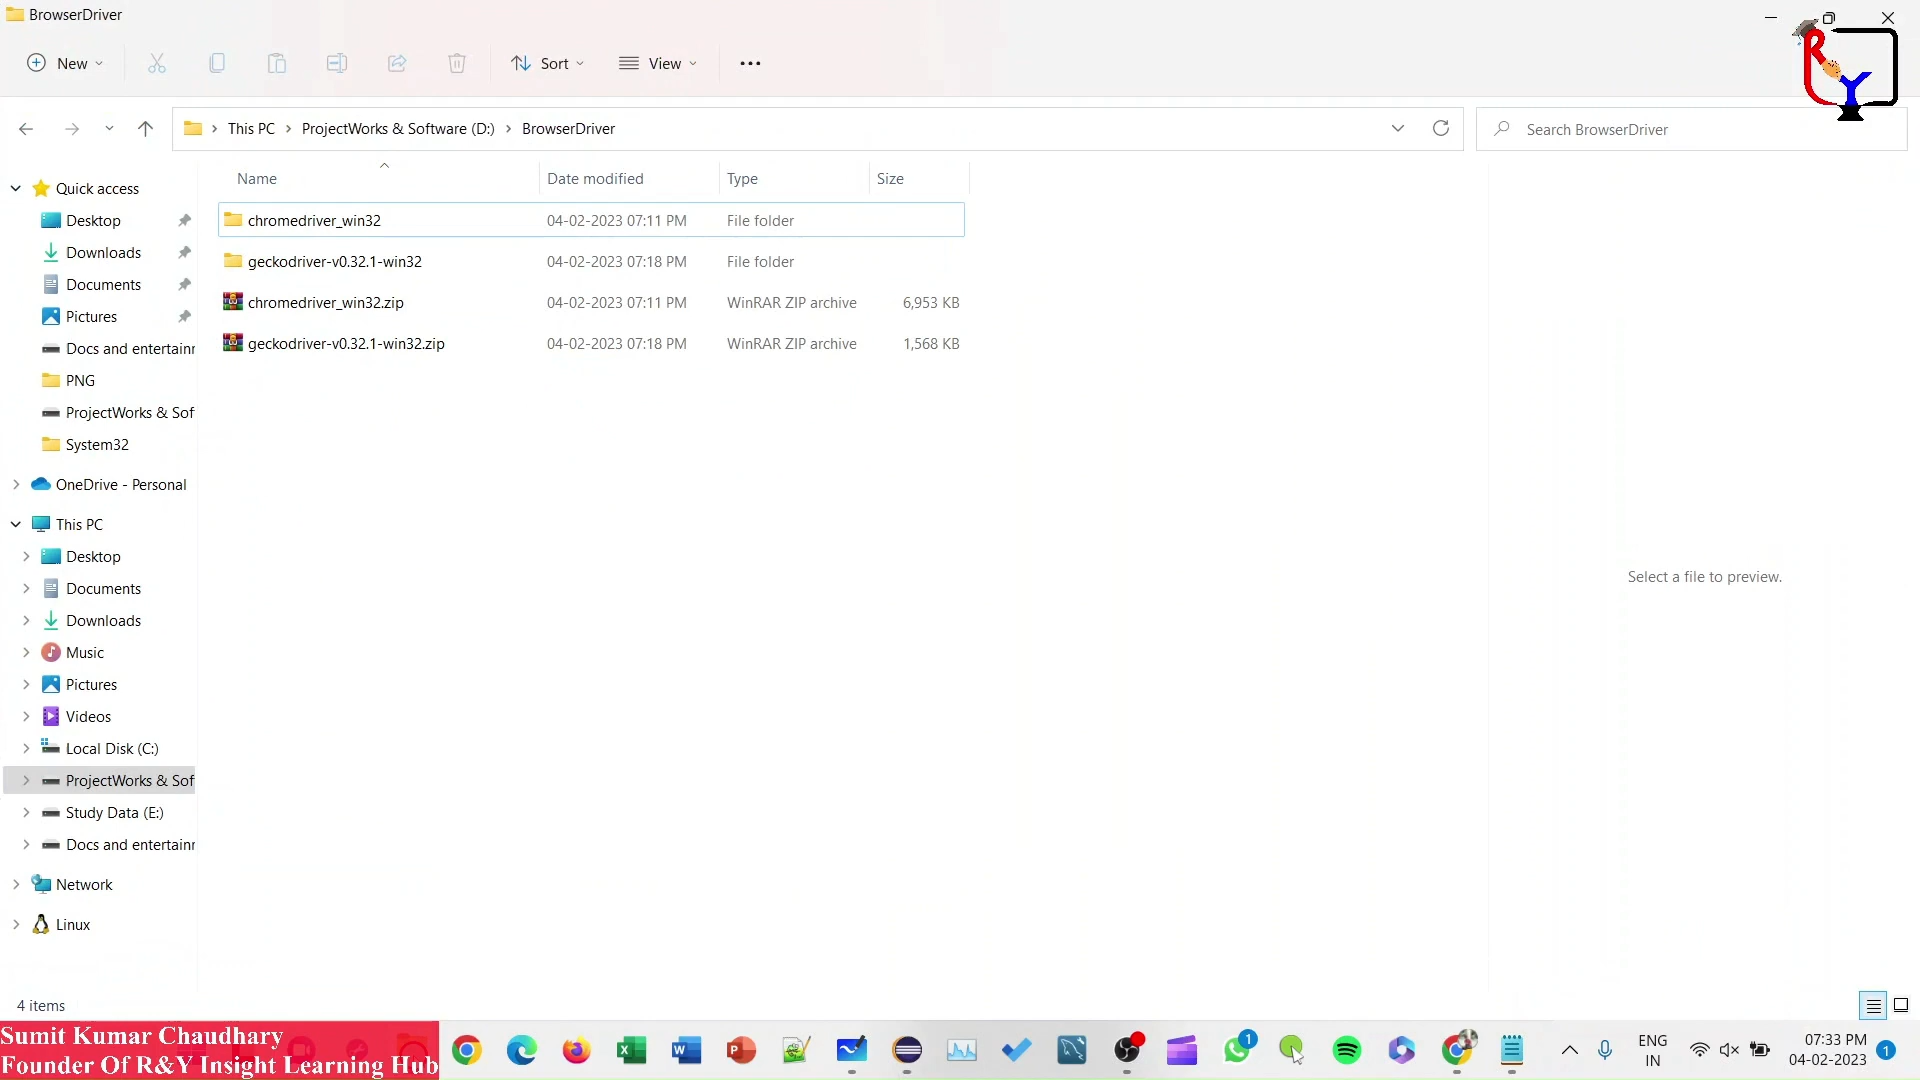 BrowserDriver
New
Sort
View
This PC
ProjectWorks & Software (D:)
BrowserDriver
Search BrowserDriver
Name
Date modified
Type
Size
chromedriver_win32
04-02-2023 07:11 PM
File folder
geckodriver-v0.32.1-win32
04-02-2023 07:18 PM
File folder
chromedriver_win32.zip
04-02-2023 07:11 PM
WinRAR ZIP archive
6,953 KB
geckodriver-v0.32.1-win32.zip
04-02-2023 07:18 PM
WinRAR ZIP archive
1,568 KB
Quick access
Desktop
Downloads
Documents
Pictures
Docs and entertainr
PNG
ProjectWorks & Sof
System32
OneDrive - Personal
This PC
Desktop
Documents
Downloads
Music
Pictures
Videos
Local Disk (C:)
ProjectWorks & Sof
Study Data (E:)
Docs and entertainr
Network
Linux
Select a file to preview.
4 items
Sumit Kumar Chaudhary
Founder Of R&Y Insight Learning Hub
1
ENG
IN
07:33 PM
04-02-2023
1
R
Y